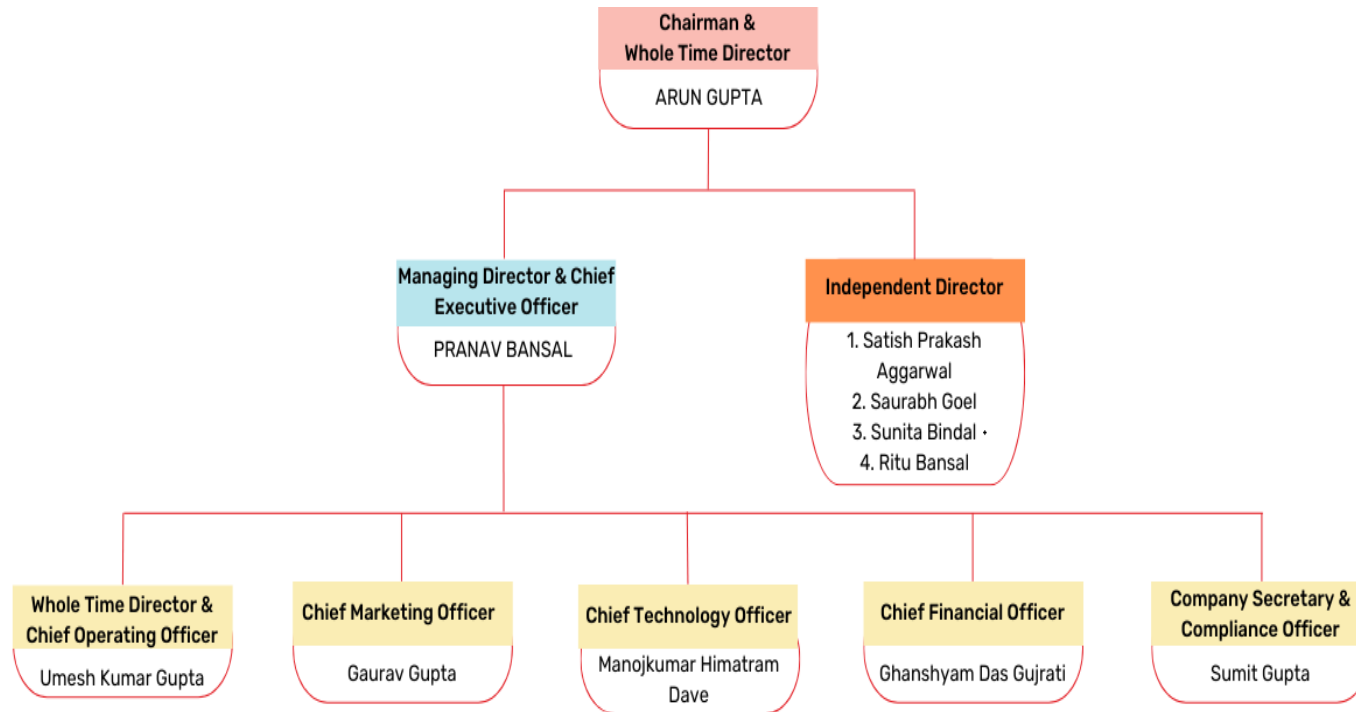 Chairman &
Whole Time Director
ARUN GUPTA
Managing Director & Chief
Executive Officer
PRANAV BANSAL
Independent Director
1. Satish Prakash
Aggarwal
2. Saurabh Goel
3. Sunita Bindal •
4. Ritu Bansal
Whole Time Director &
Chief Operating Officer
Umesh Kumar Gupta
Chief Marketing Officer
Gaurav Gupta
Chief Technology Officer
Manojkumar Himatram
Dave
Chief Financial Officer
Ghanshyam Das Gujrati
Company Secretary &
Compliance Officer
Sumit Gupta